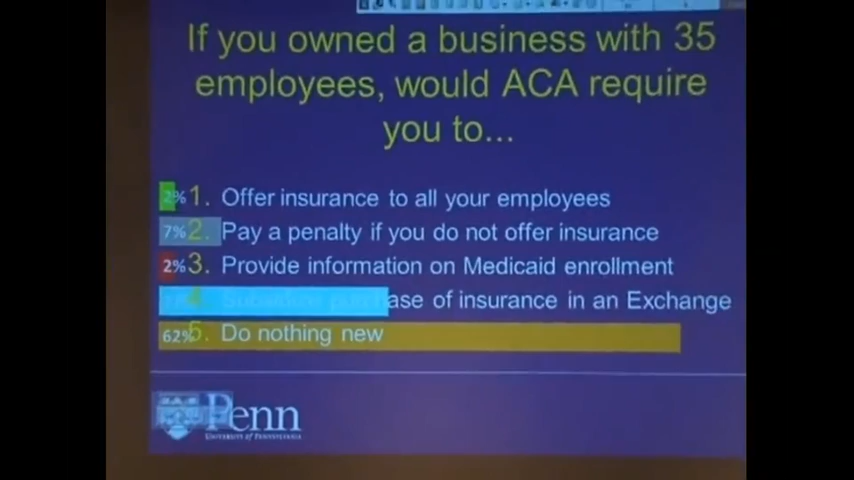 If you owned a business with 35
employees, would ACA require
you to...
2% 1. Offer insurance to all your employees
7% 2. Pay a penalty if you do not offer insurance
2% 3. Provide information on Medicaid enrollment
4. Subsidize purchase of insurance in an Exchange
62% 5. Do nothing new
Penn
UNIVERSITY of PENNSYLVANIA